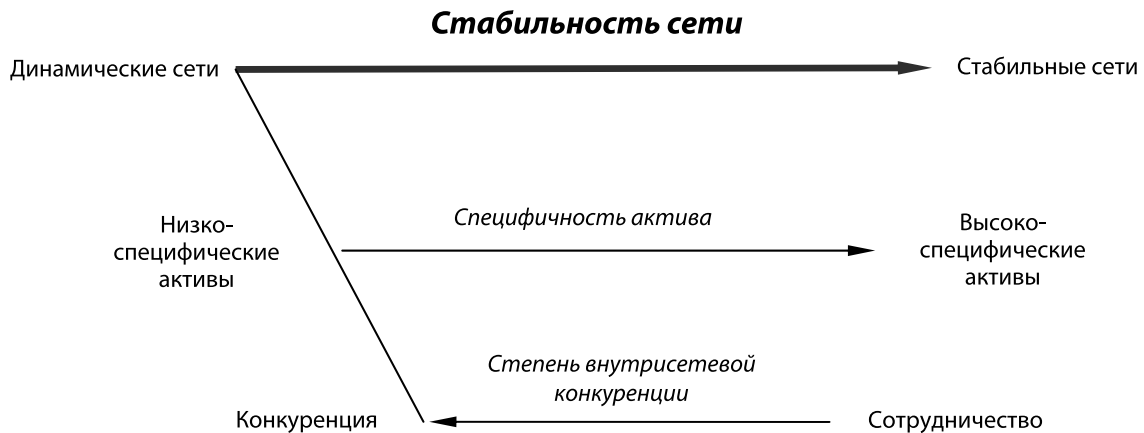 Стабильность сети
Динамические сети
Стабильные сети
Низко-
специфические
активы
Специфичность актива
Высоко-
специфические
активы
Степень внутрисетевой
конкуренции
Конкуренция
Сотрудничество